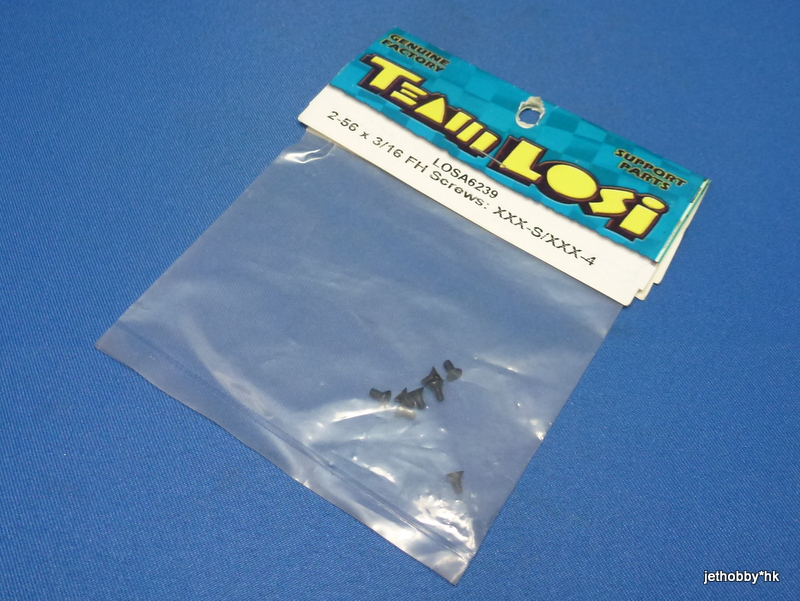 GENUINE
FACTORY
TEAM LOSi
SUPPORT
PARTS
LOSA6239
2-56 x 3/16 FH Screws: XXX-S/XXX-4
jethobby*hk